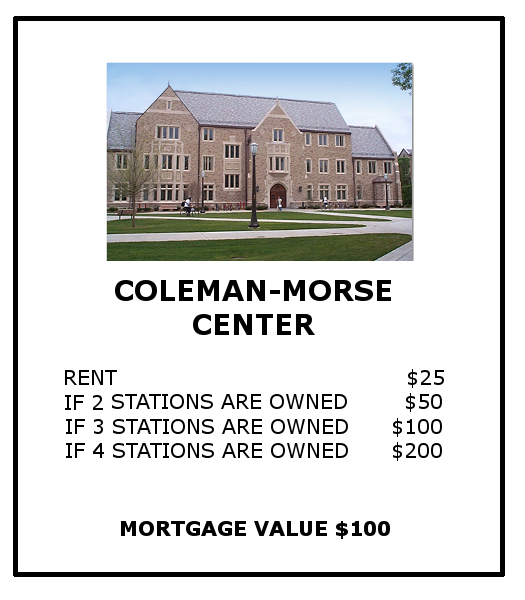 COLEMAN-MORSE
CENTER
RENT $25
IF 2 STATIONS ARE OWNED $50
IF 3 STATIONS ARE OWNED $100
IF 4 STATIONS ARE OWNED $200
MORTGAGE VALUE $100